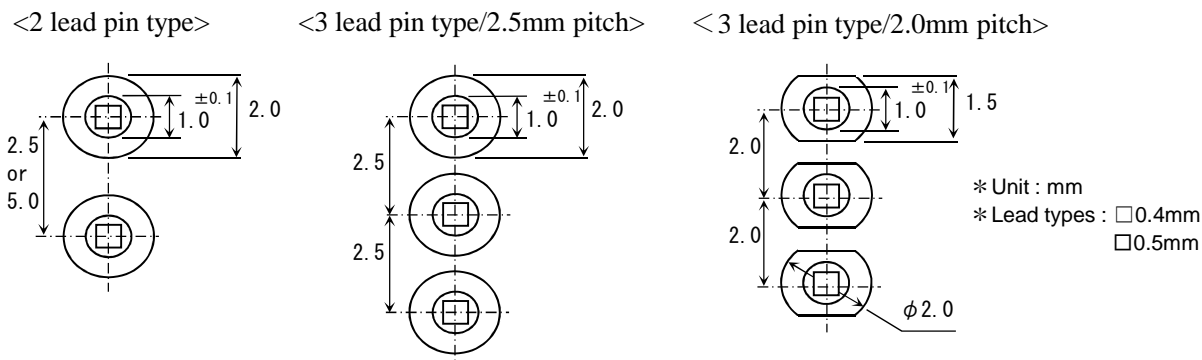 <2 lead pin type>
<3 lead pin type/2.5mm pitch>
<3 lead pin type/2.0mm pitch>
±0.1
1.0
2.0
2.5
or
5.0
±0.1
1.0
2.0
2.5
2.5
±0.1
1.0
1.5
2.0
2.0
φ2.0
*Unit : mm
*Lead types : □0.4mm
□0.5mm